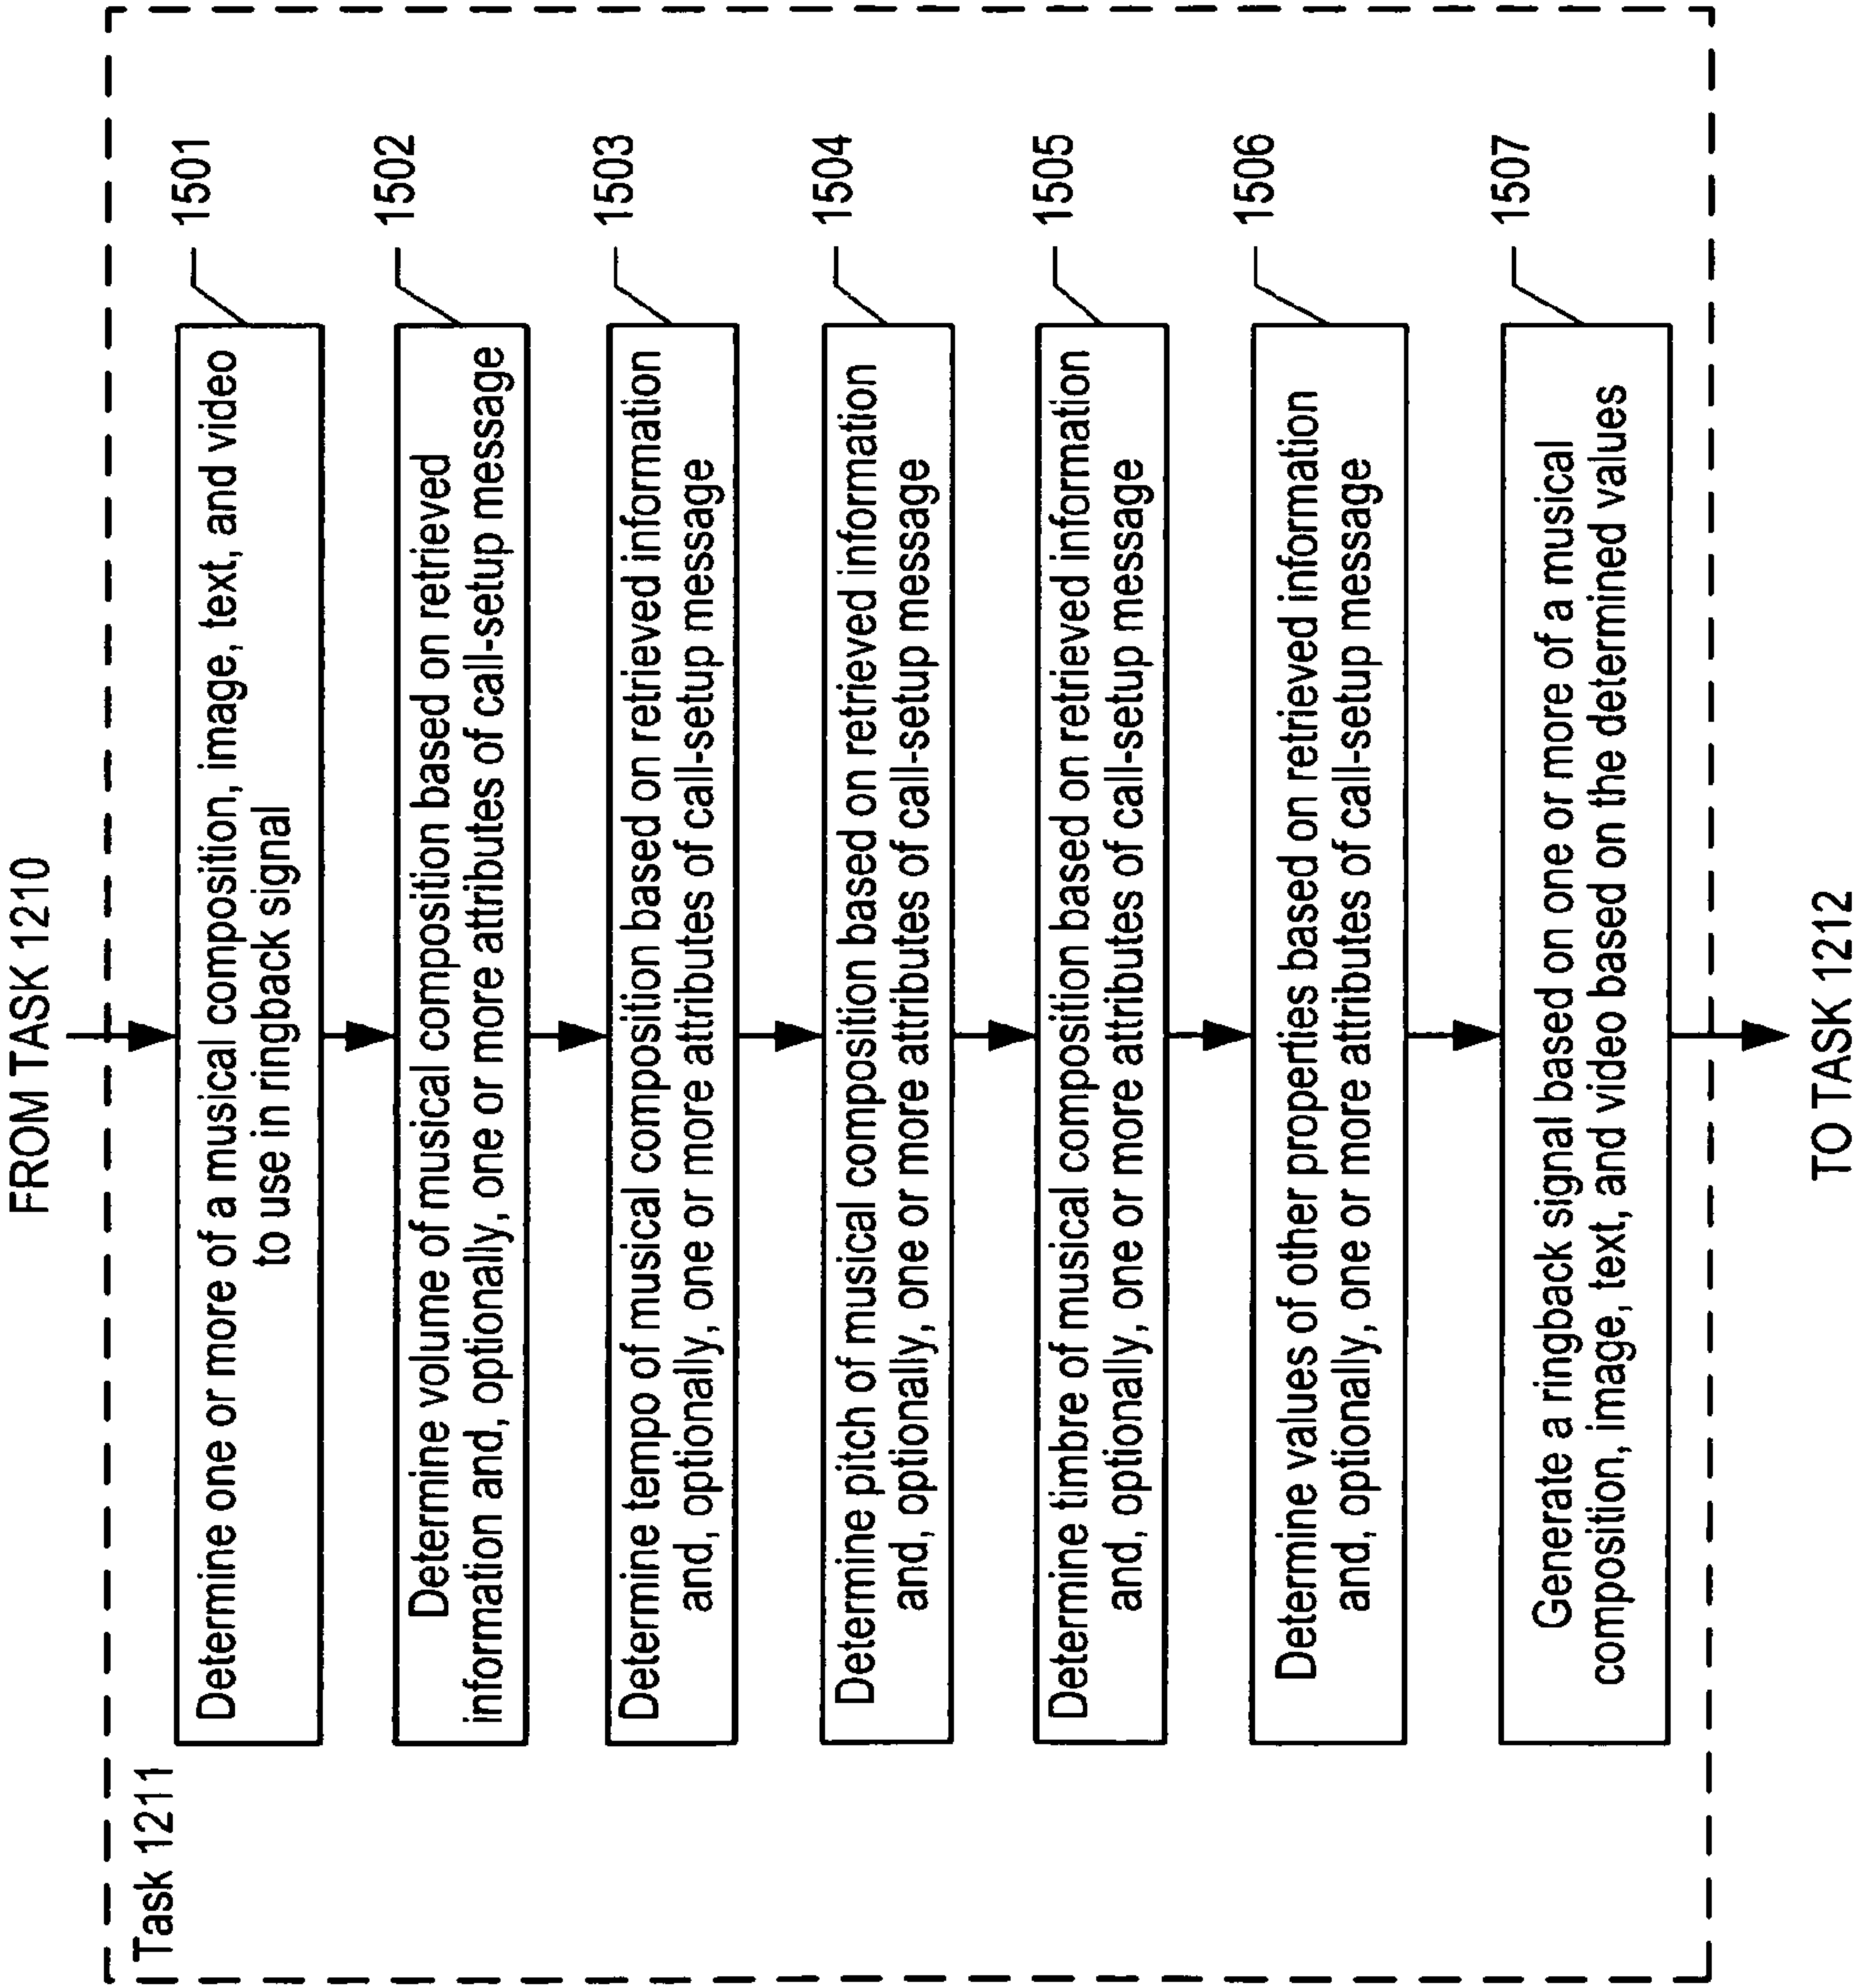 FROM TASK 1210
Task 1211
Determine one or more of a musical composition, image, text, and video
to use in ringback signal
1501
Determine volume of musical composition based on retrieved
information and, optionally, one or more attributes of call-setup message
1502
Determine tempo of musical composition based on retrieved information
and, optionally, one or more attributes of call-setup message
1503
Determine pitch of musical composition based on retrieved information
and, optionally, one or more attributes of call-setup message
1504
Determine timbre of musical composition based on retrieved information
and, optionally, one or more attributes of call-setup message
1505
Determine values of other properties based on retrieved information
and, optionally, one or more attributes of call-setup message
1506
Generate a ringback signal based on one or more of a musical
composition, image, text, and video based on the determined values
1507
TO TASK 1212